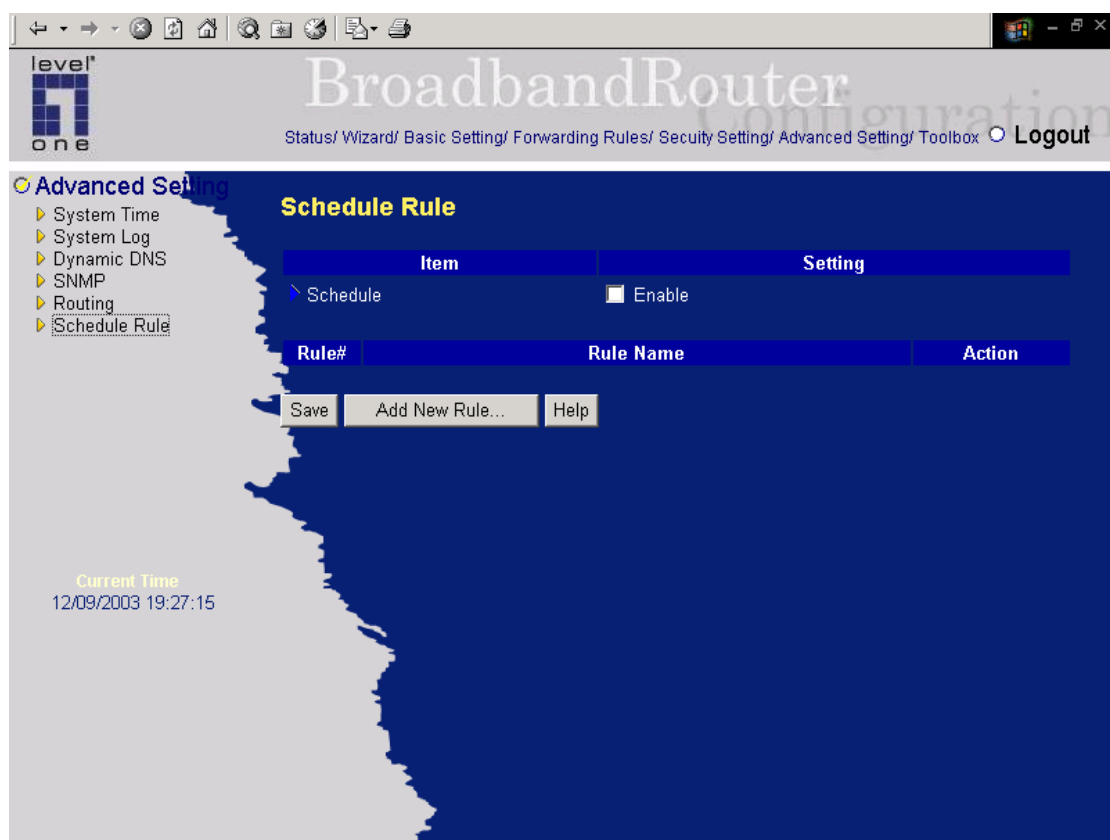 level
one
BroadbandRouter
Configuration
Status/ Wizard/ Basic Setting/ Forwarding Rules/ Secuity Setting/ Advanced Setting/ Toolbox
Logout
Advanced Setting
System Time
System Log
Dynamic DNS
SNMP
Routing
Schedule Rule
Current Time
12/09/2003 19:27:15
Schedule Rule
Item Setting
Schedule Enable
Rule# Rule Name Action
Save Add New Rule... Help